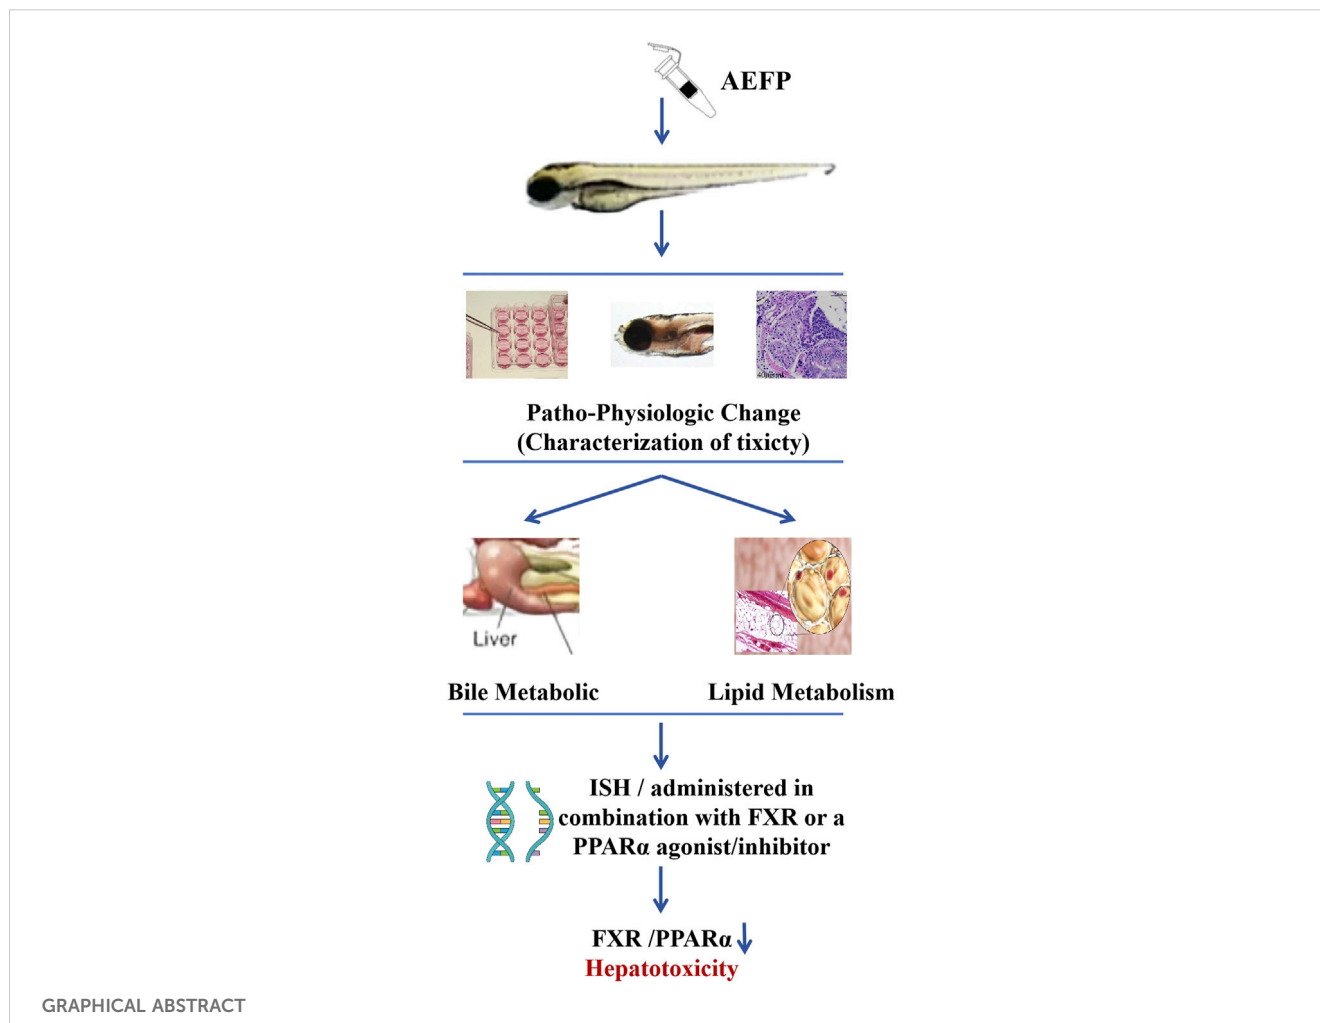 AEFP
Patho-Physiologic Change
(Characterization of tixicty)
Liver
Bile Metabolic
Lipid Metabolism
ISH / administered in
combination with FXR or a
PPARα agonist/inhibitor
FXR /PPARα
Hepatotoxicity
GRAPHICAL ABSTRACT